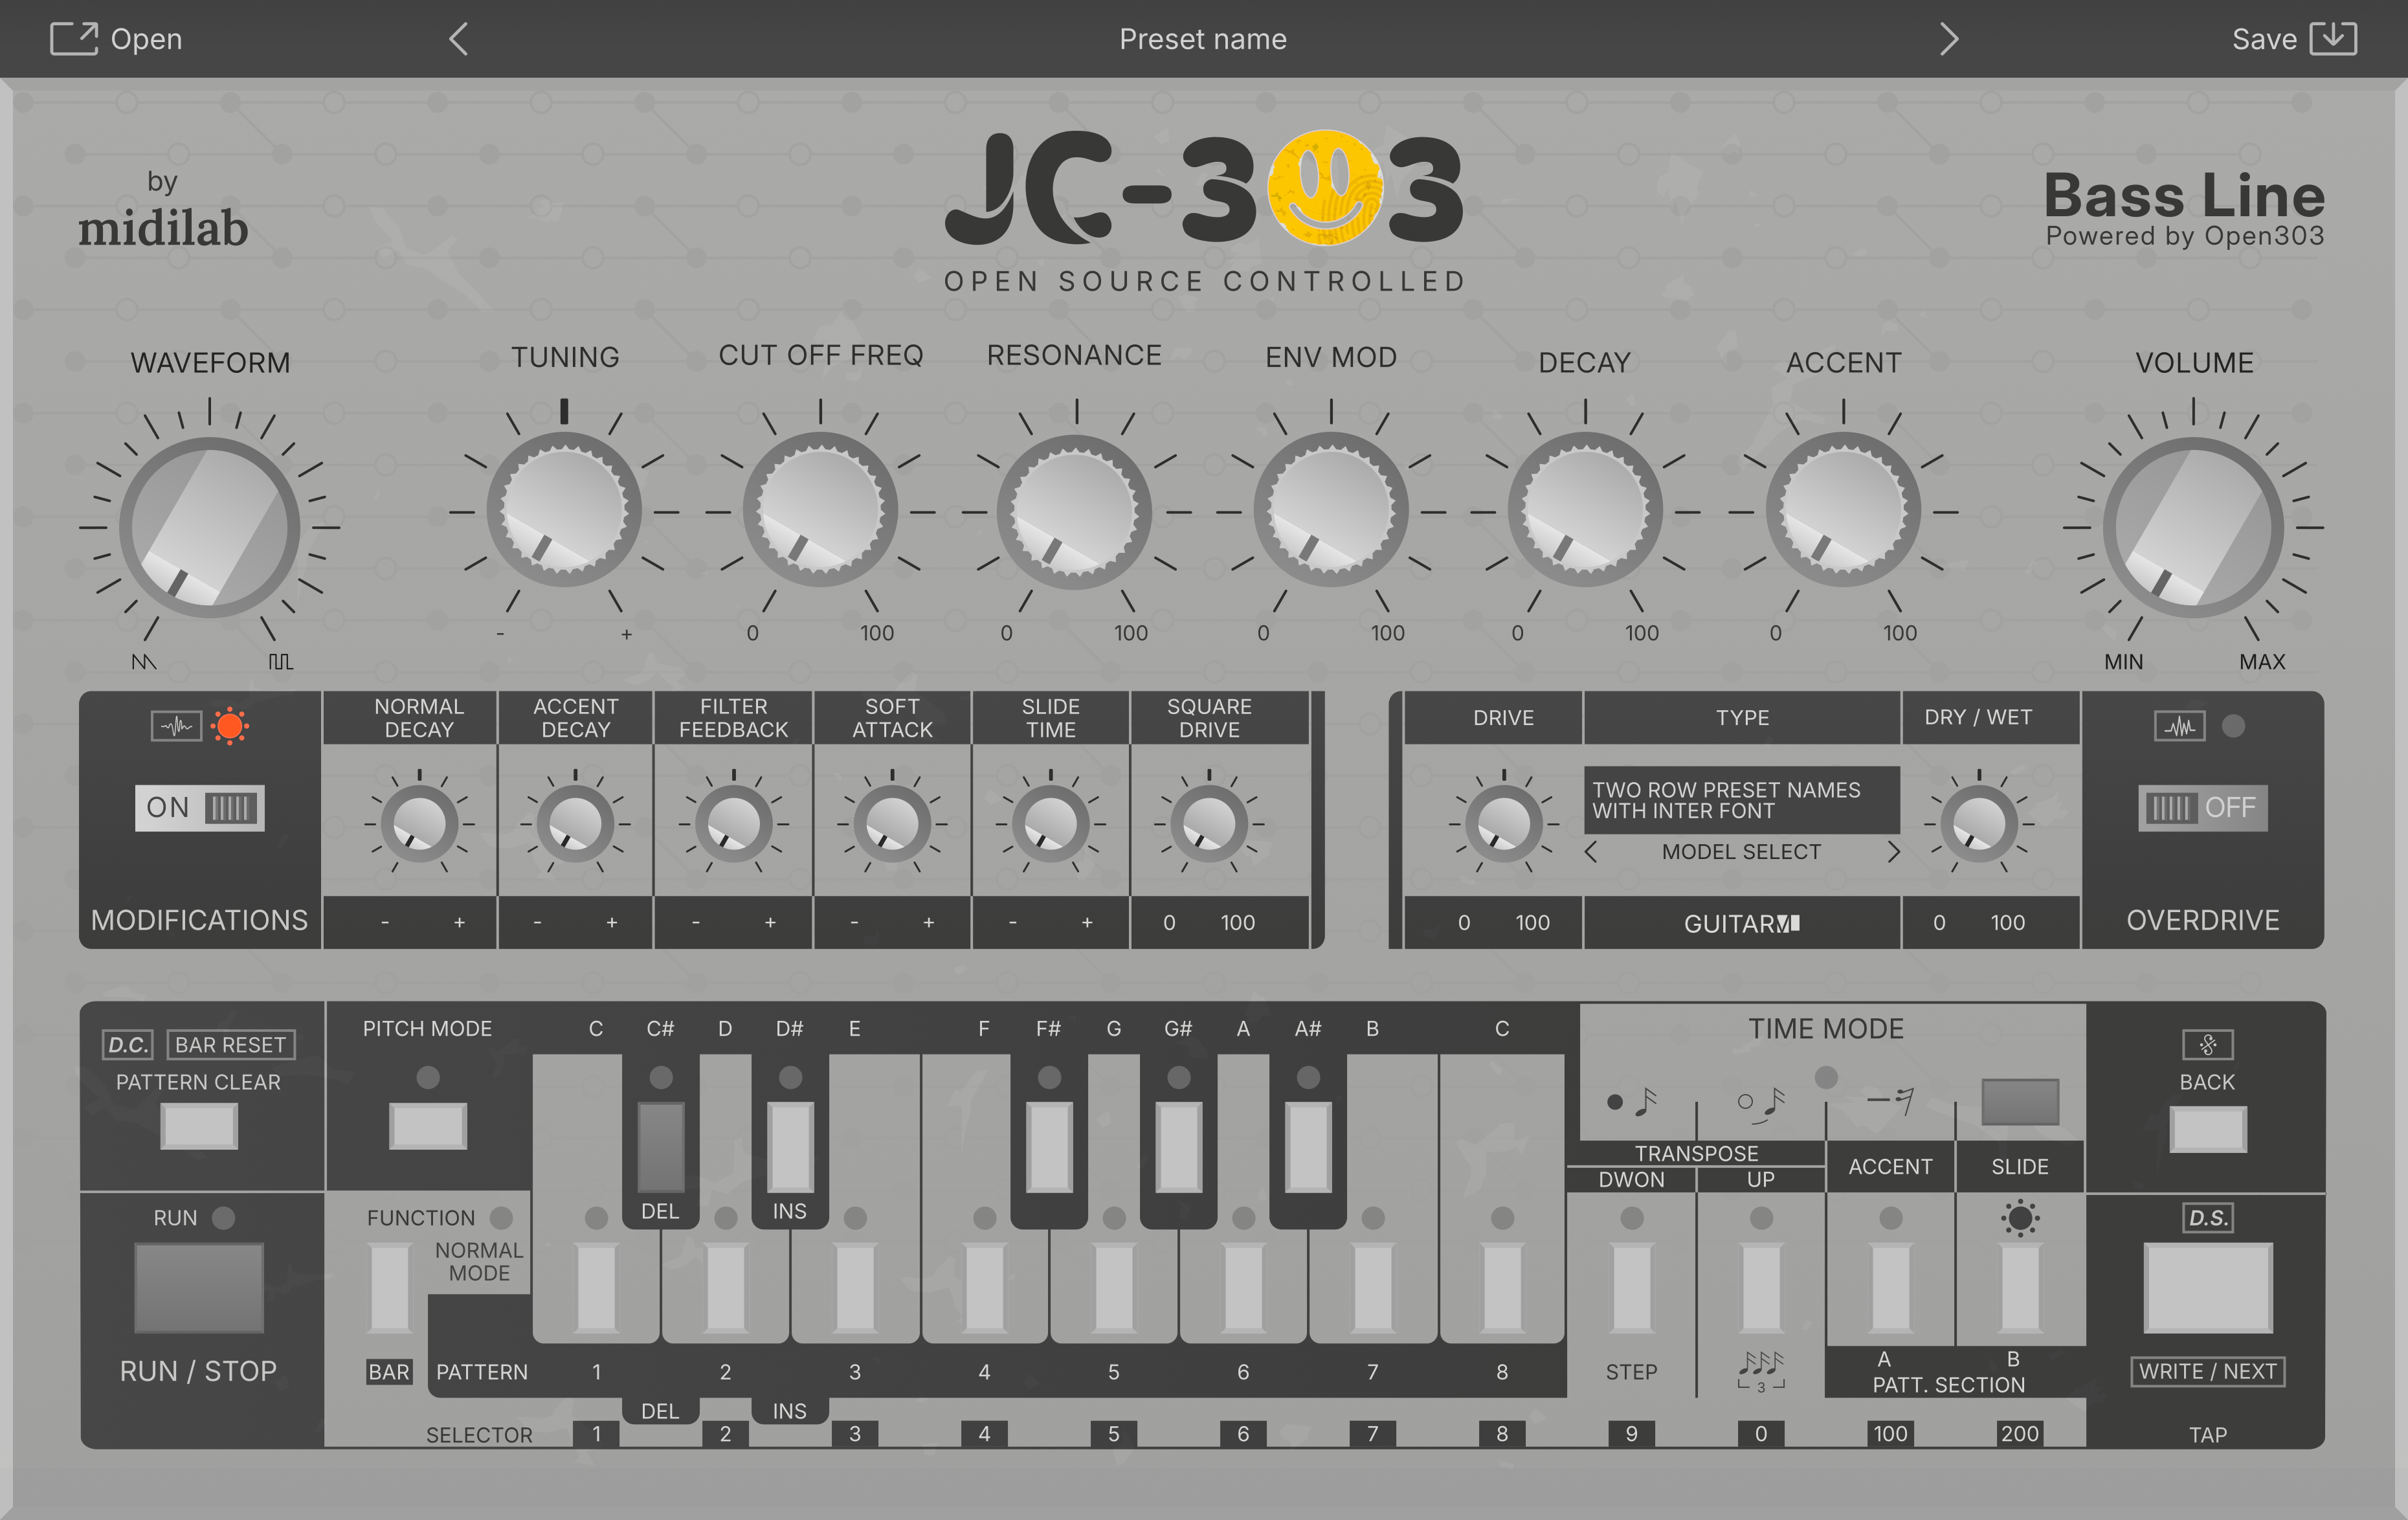 Open
Preset name
Save
by
midilab
JC-303
OPEN SOURCE CONTROLLED
Bass Line
Powered by Open303
WAVEFORM
TUNING
CUT OFF FREQ
RESONANCE
ENV MOD
DECAY
ACCENT
VOLUME
- +
0 100
0 100
0 100
0 100
0 100
MIN MAX
ON
MODIFICATIONS
NORMAL
DECAY
- +
ACCENT
DECAY
- +
FILTER
FEEDBACK
- +
SOFT
ATTACK
- +
SLIDE
TIME
- +
SQUARE
DRIVE
0 100
DRIVE
0 100
TYPE
TWO ROW PRESET NAMES
WITH INTER FONT
MODEL SELECT
GUITARML
DRY / WET
0 100
OFF
OVERDRIVE
D.C. BAR RESET
PATTERN CLEAR
RUN
RUN / STOP
PITCH MODE
C C# D D# E F F# G G# A A# B C
DEL INS
FUNCTION
NORMAL
MODE
BAR
PATTERN 1 2 3 4 5 6 7 8
DEL INS
SELECTOR 1 2 3 4 5 6 7 8 9 0 100 200
TIME MODE
TRANSPOSE
DWON UP
ACCENT
SLIDE
STEP
3
A B
PATT. SECTION
BACK
D.S.
WRITE / NEXT
TAP